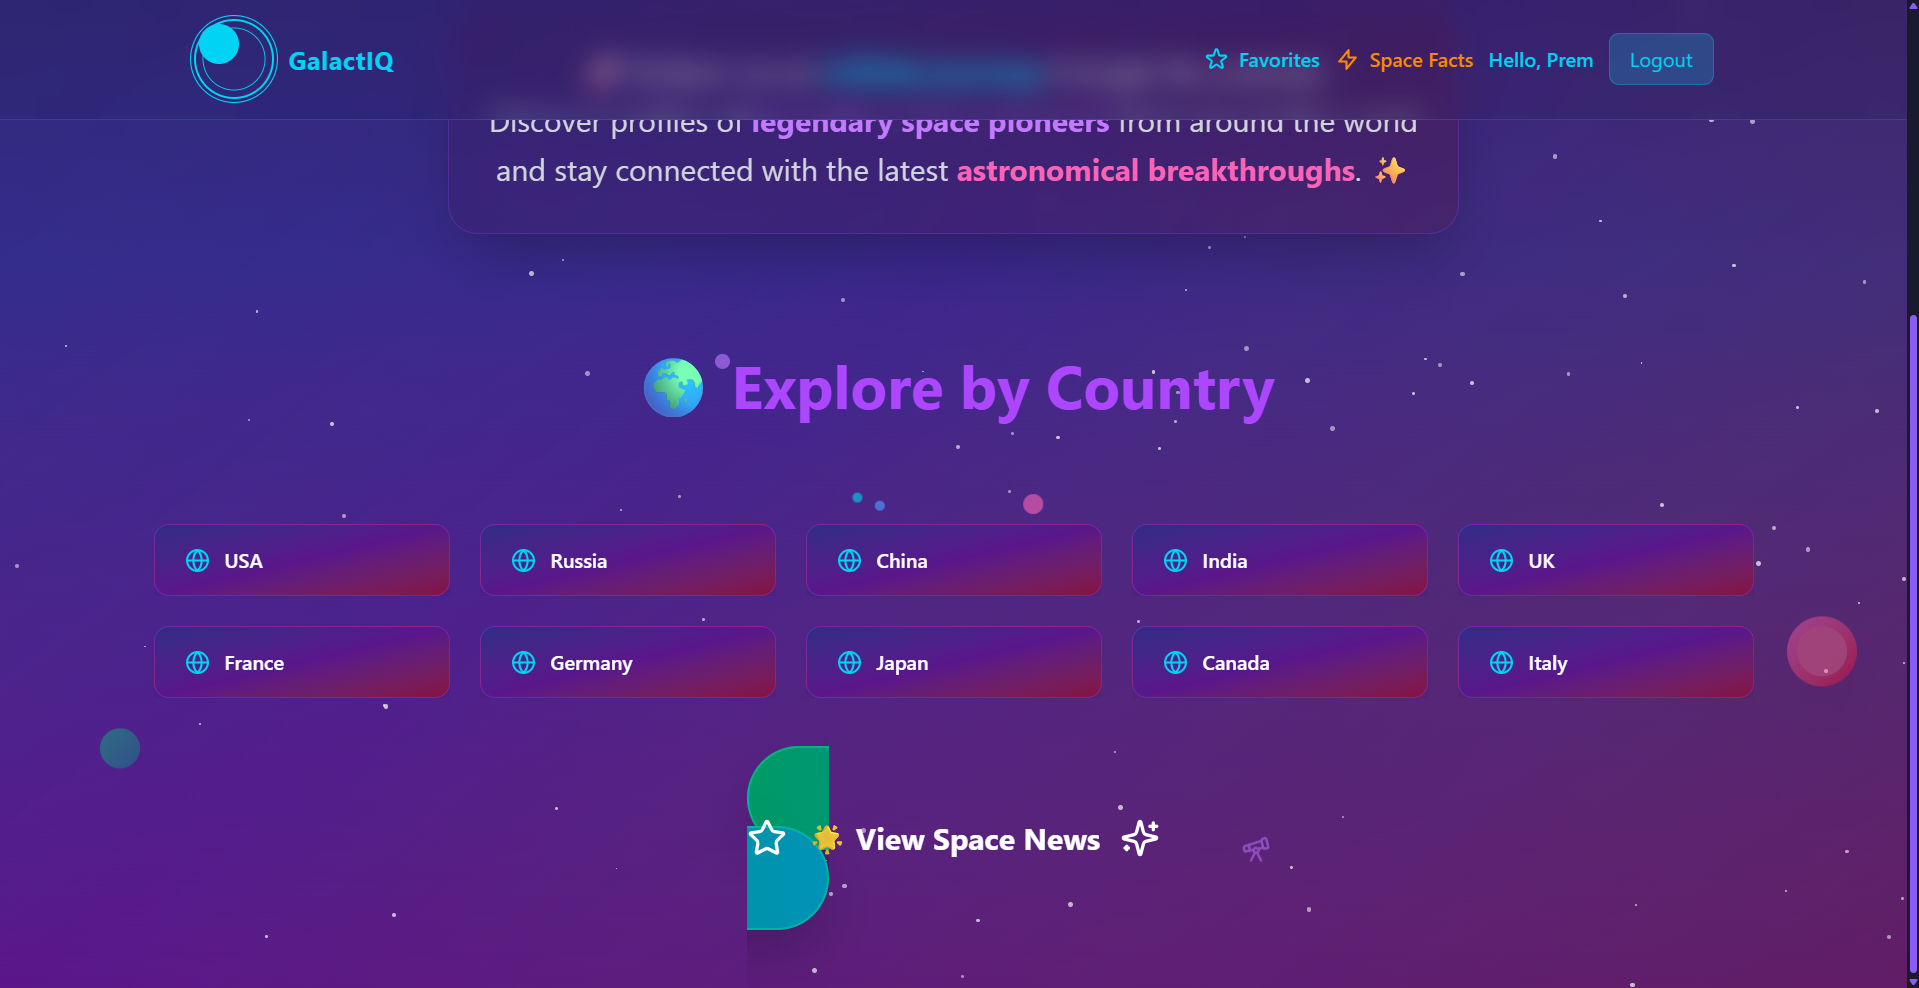 GalactIQ
Favorites
Space Facts
Hello, Prem
Logout
Discover profiles of legendary space pioneers from around the world
and stay connected with the latest astronomical breakthroughs. ✨
🌍 Explore by Country
USA
Russia
China
India
UK
France
Germany
Japan
Canada
Italy
🌟 View Space News